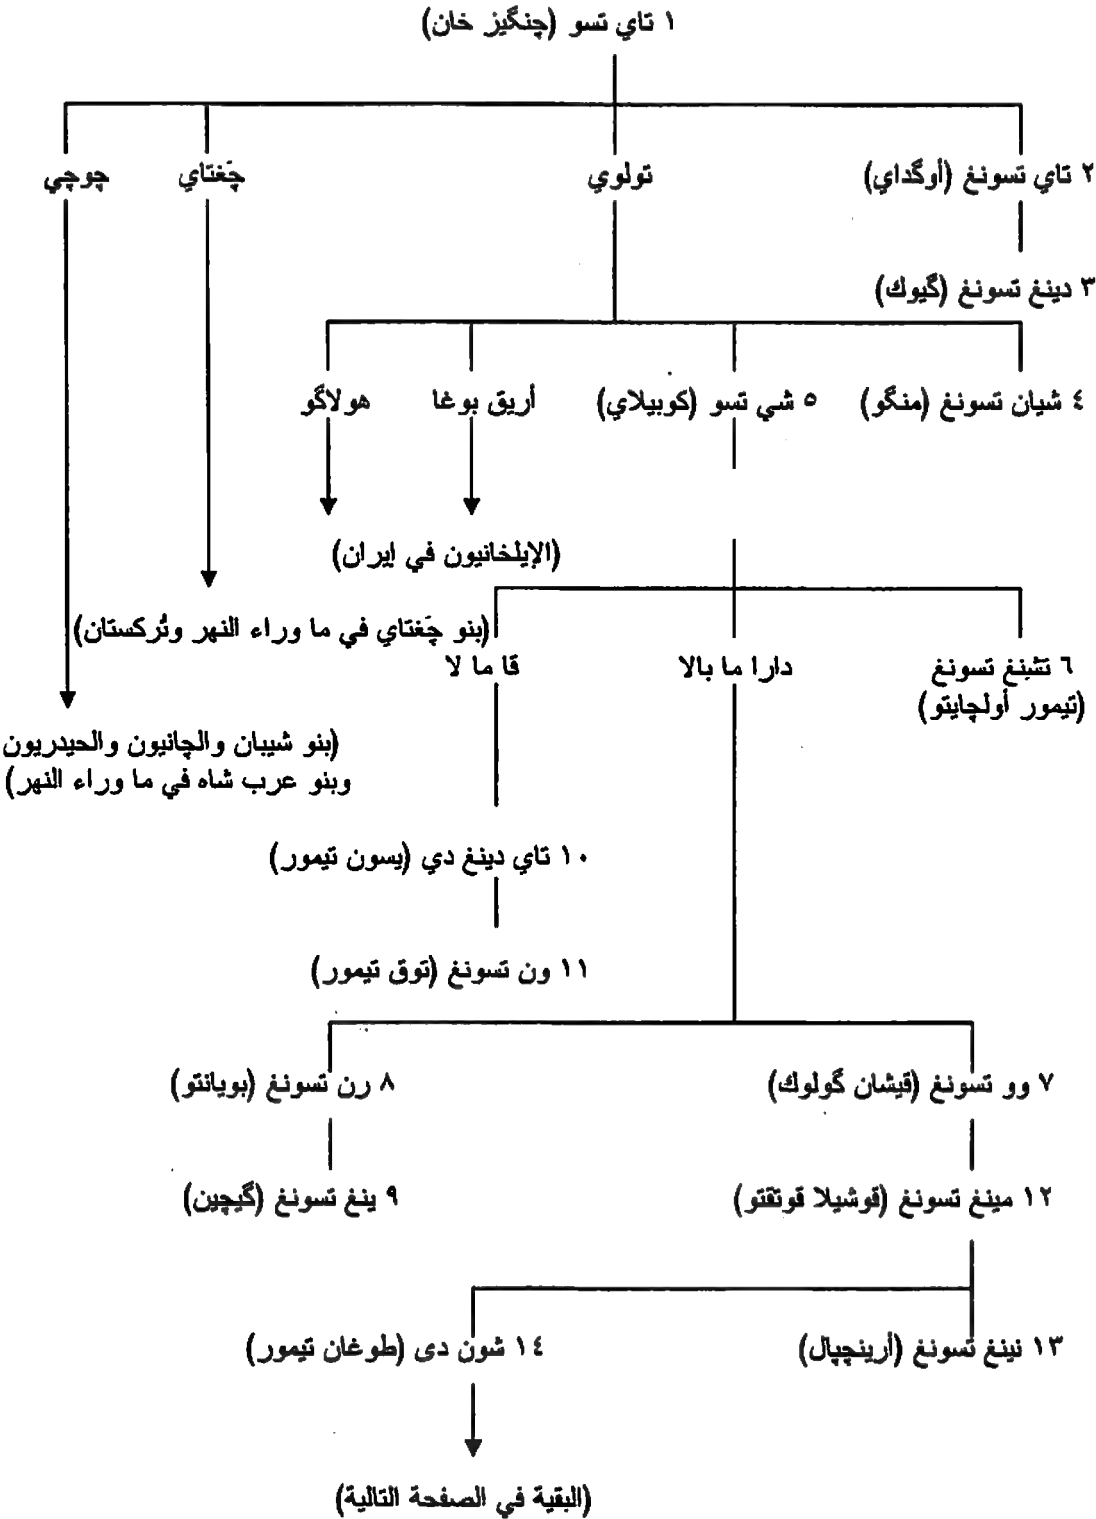 ١ تاي تسو (چنگيز خان)
٢ تاي تسونغ (أوگداي)
تولوي
چَغتاي
چوچي
٣ دينغ تسونغ (گيوك)
٤ شيان تسونغ (منگو)
٥ شي تسو (كوبيلاي)
أريق بوغا
هولاگو
(الإيلخانيون في إيران)
(بنو چَغتاي في ما وراء النهر وتُركستان)
٦ تشينغ تسونغ
(تيمور أولچايتو)
دارا ما بالا
قا ما لا
(بنو شيبان والچانيون والحيدريون
وبنو عرب شاه في ما وراء النهر)
١٠ تاي دينغ دي (يسون تيمور)
١١ ون تسونغ (توق تيمور)
٧ وو تسونغ (قيشان گولوك)
٨ رن تسونغ (بويانتو)
١٢ مينغ تسونغ (قوشيلا قوتقتو)
٩ ينغ تسونغ (گيچين)
١٣ نينغ تسونغ (أرينچپال)
١٤ شون دى (طوغان تيمور)
(البقية في الصفحة التالية)